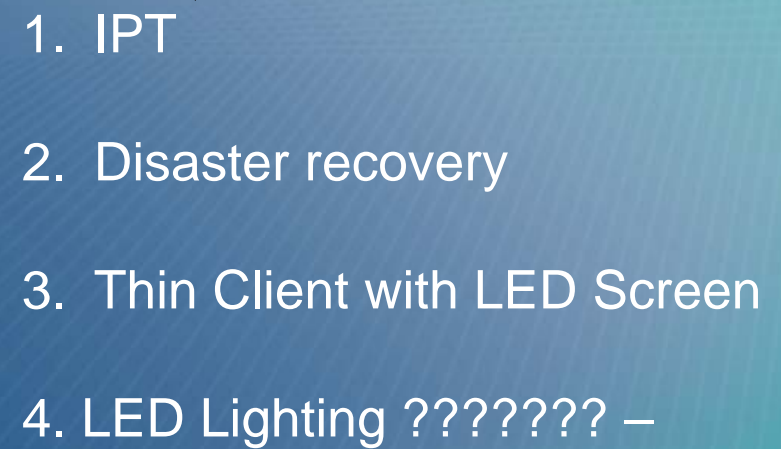 1. IPT
2. Disaster recovery
3. Thin Client with LED Screen
4. LED Lighting ??????? –